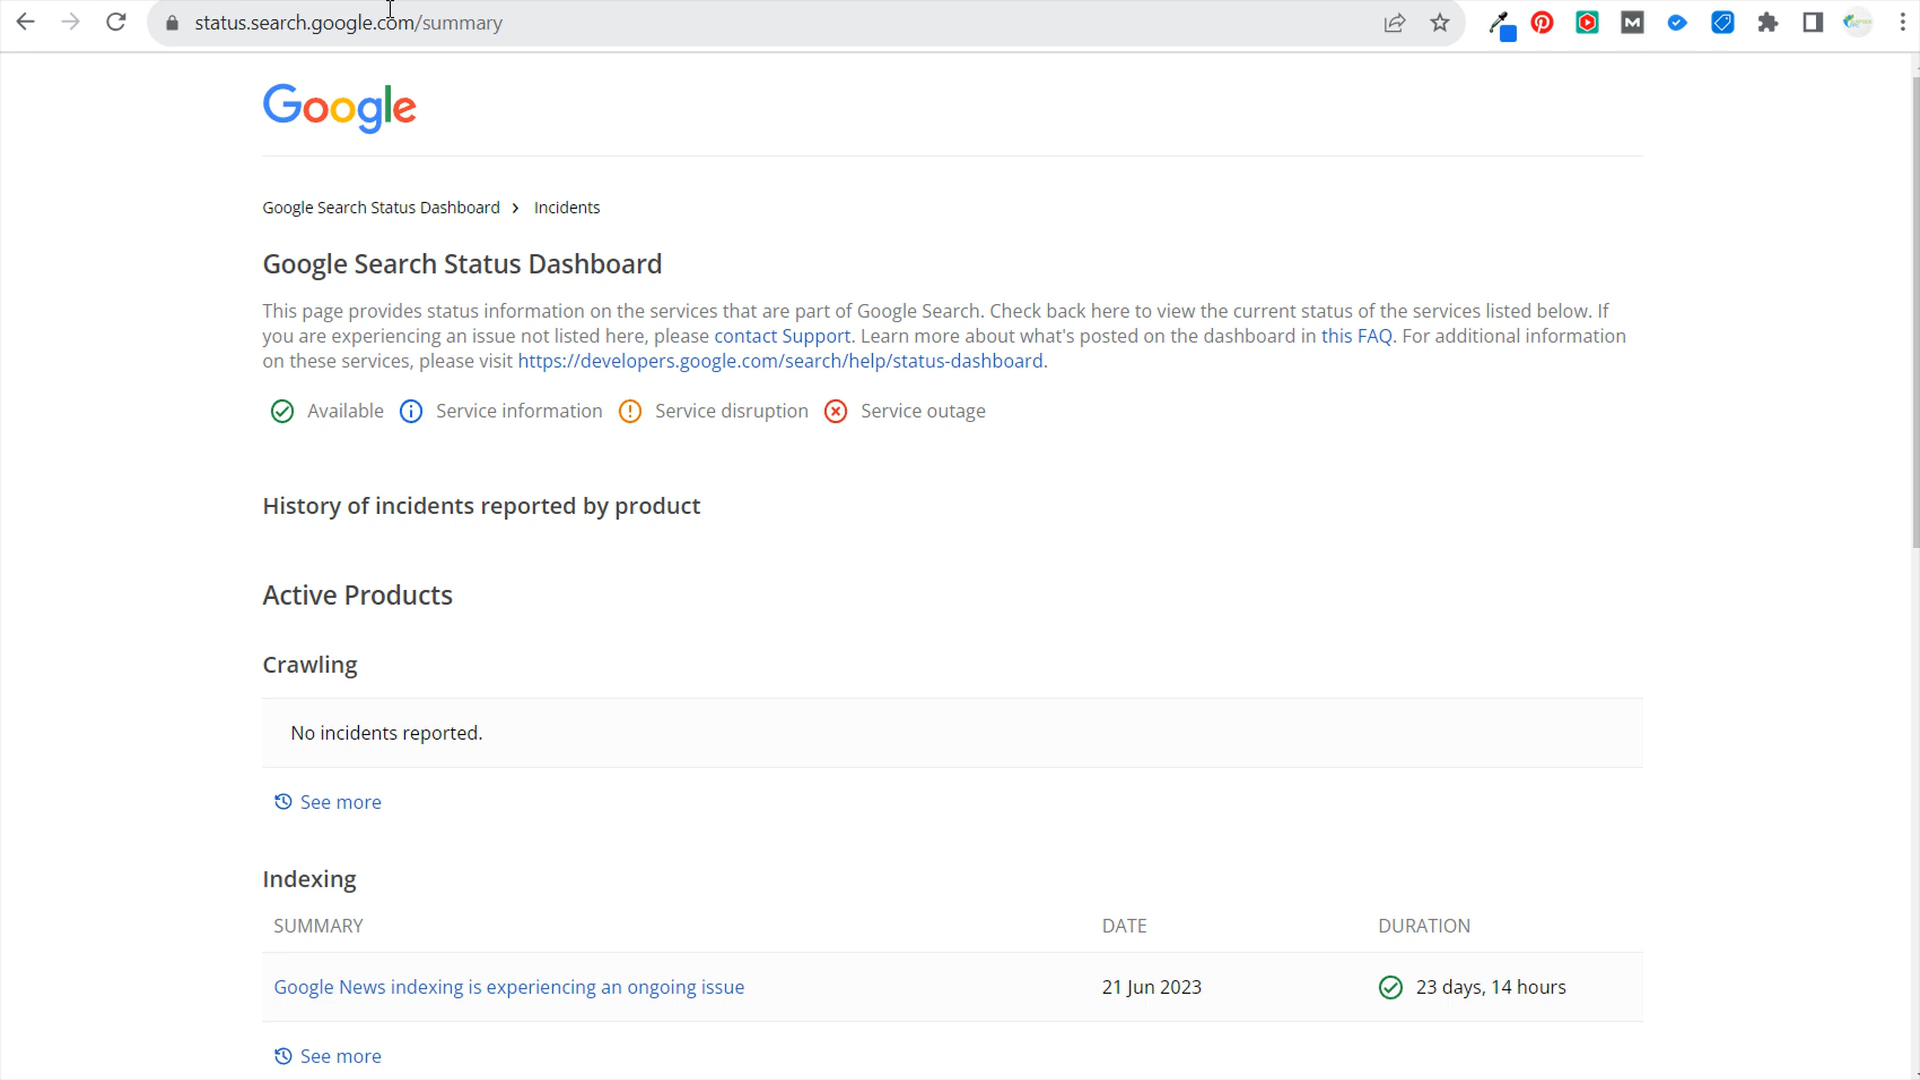 status.search.google.com/summary
Google
Google Search Status Dashboard > Incidents
Google Search Status Dashboard
This page provides status information on the services that are part of Google Search. Check back here to view the current status of the services listed below. If
you are experiencing an issue not listed here, please contact Support. Learn more about what's posted on the dashboard in this FAQ. For additional information
on these services, please visit https://developers.google.com/search/help/status-dashboard.
Available Service information Service disruption Service outage
History of incidents reported by product
Active Products
Crawling
No incidents reported.
See more
Indexing
SUMMARY DATE DURATION
Google News indexing is experiencing an ongoing issue 21 Jun 2023 23 days, 14 hours
See more